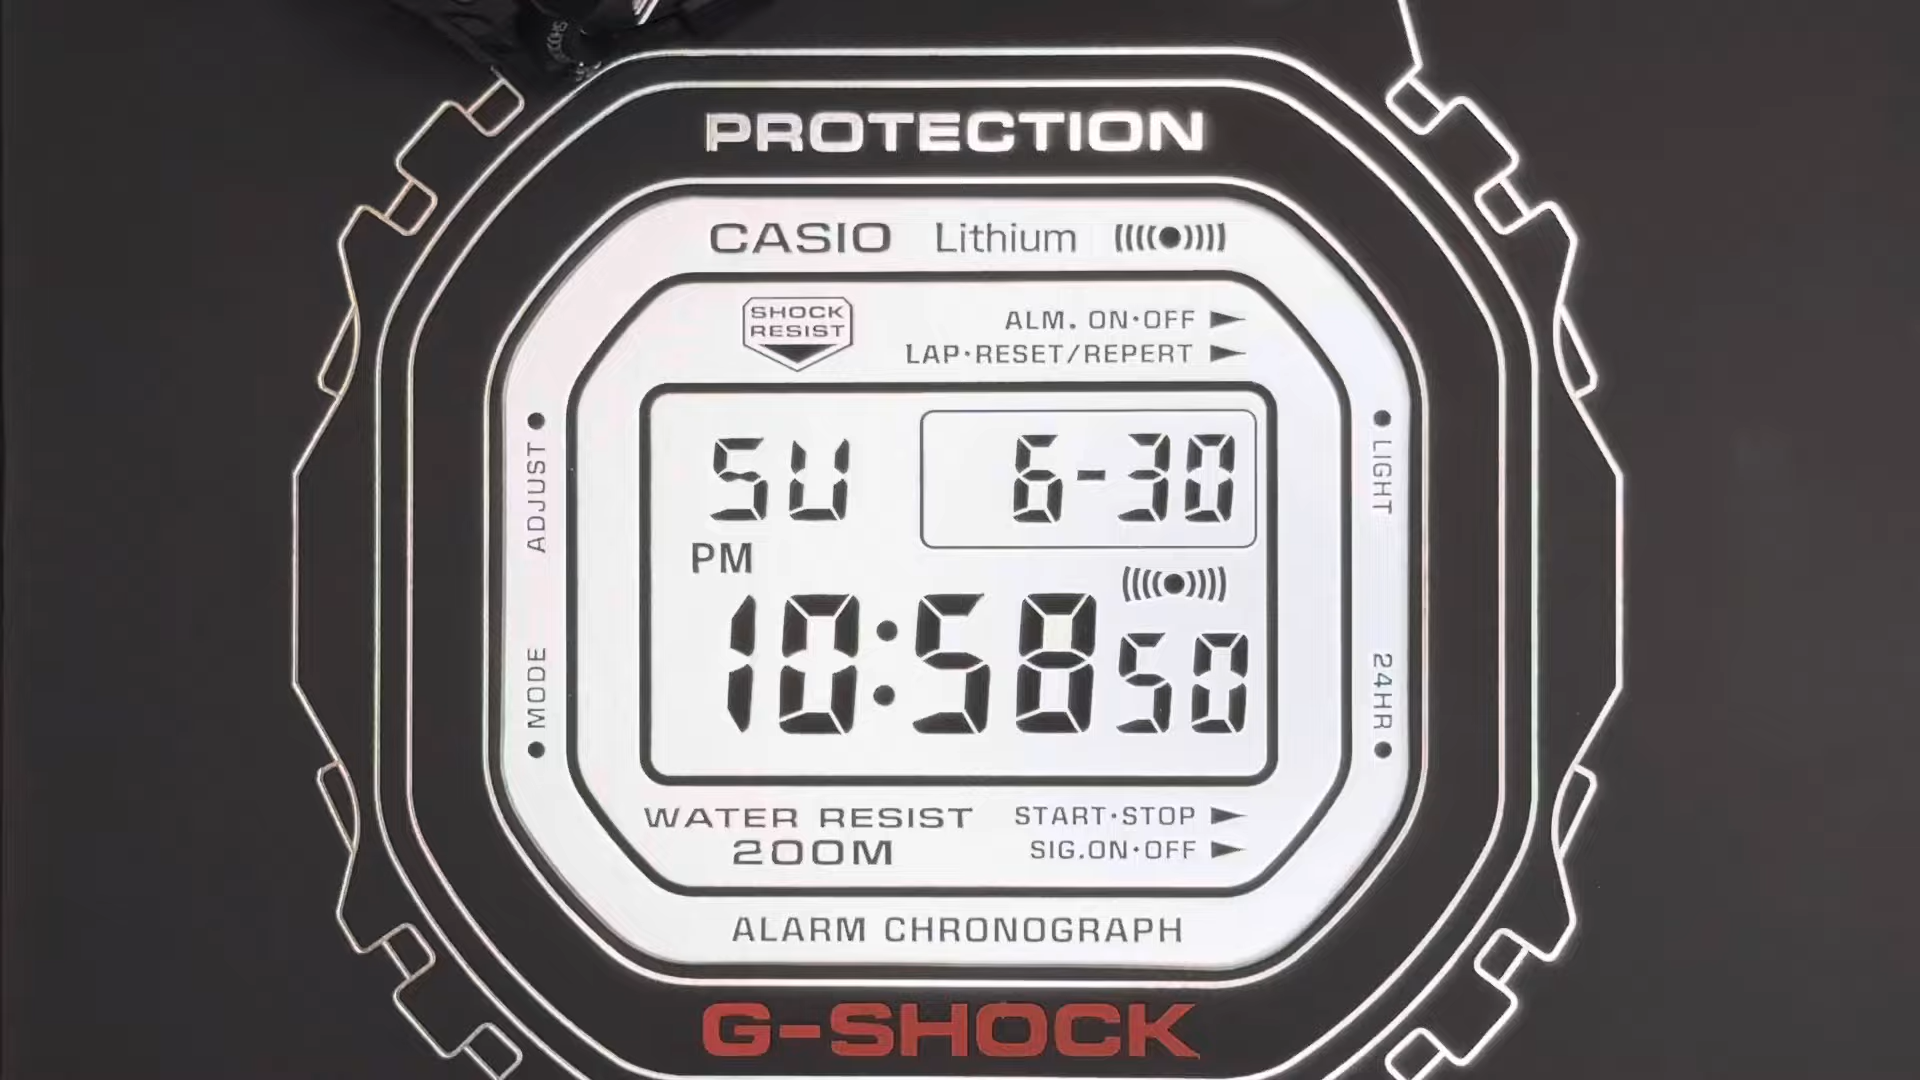 PROTECTION
CASIO Lithium
SHOCK
RESIST
ALM. ON·OFF
LAP·RESET/REPERT
ADJUST
LIGHT
SU 6-30
PM
10:58 50
MODE
24HR
WATER RESIST
200M
START·STOP
SIG.ON·OFF
ALARM CHRONOGRAPH
G-SHOCK